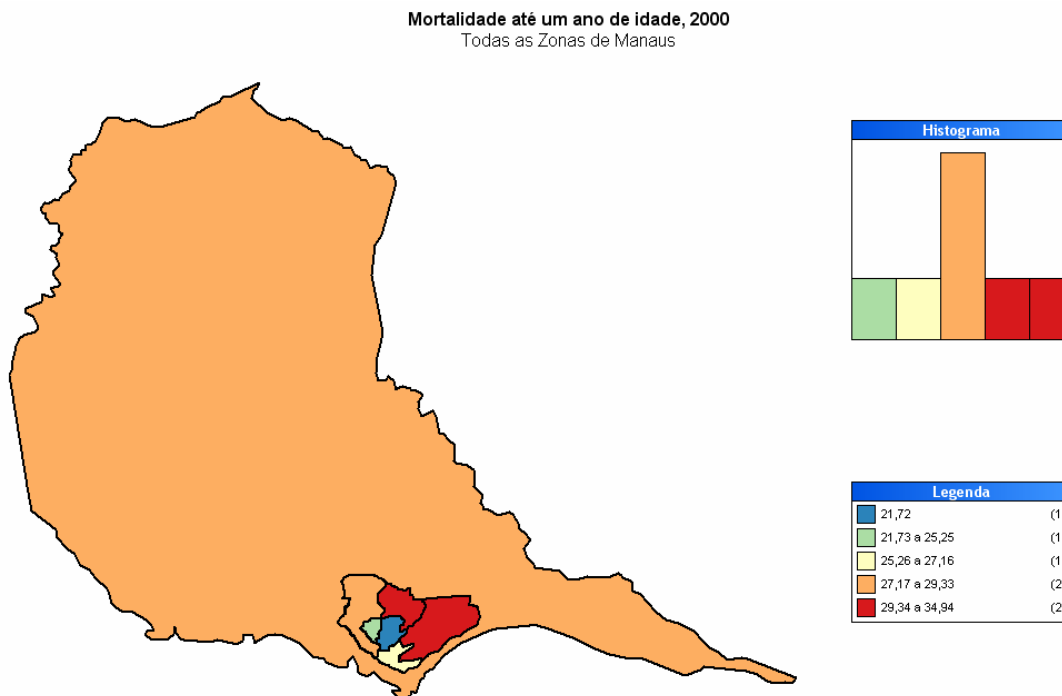 Mortalidade até um ano de idade, 2000
Todas as Zonas de Manaus
Histograma
Legenda
21,72 (1
21,73 a 25,25 (1
25,26 a 27,16 (1
27,17 a 29,33 (2
29,34 a 34,94 (2